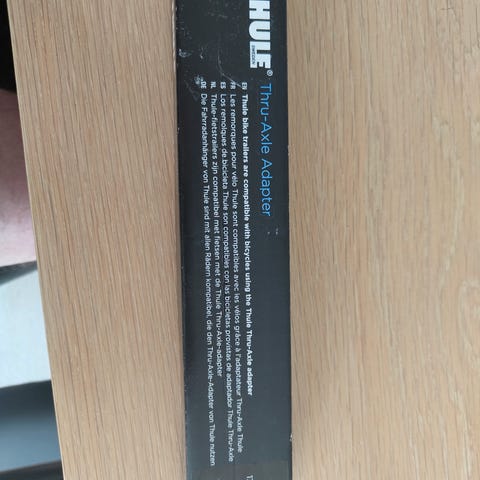 HULE
SWEDEN
®
Thru-Axle Adapter
EN Thule bike trailers are compatible with bicycles using the Thule Thru-Axle adapter
FR Les remorques pour vélo Thule sont compatibles avec les vélos grâce à l'adaptateur Thru-Axle Thule
ES Los remolques de bicicleta Thule son compatibles con las bicicletas provistas de adaptador Thule Thru-Axle
NL Thule-fietstrailers zijn compatibel met fietsen met de Thule Thru-Axle-adapter
DE Die Fahrradanhänger von Thule sind mit allen Rädern kompatibel, die den Thru-Axle-Adapter von Thule nutzen